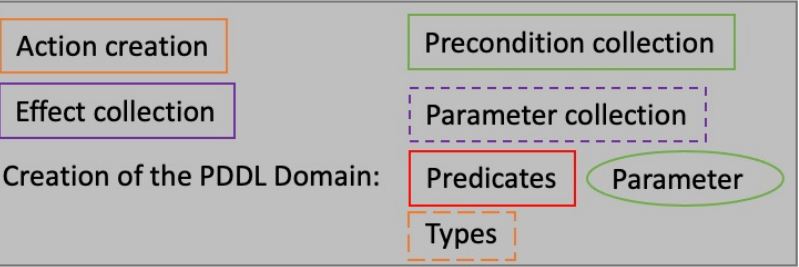 Action creation
Precondition collection
Effect collection
Parameter collection
Creation of the PDDL Domain:
Predicates
Parameter
Types